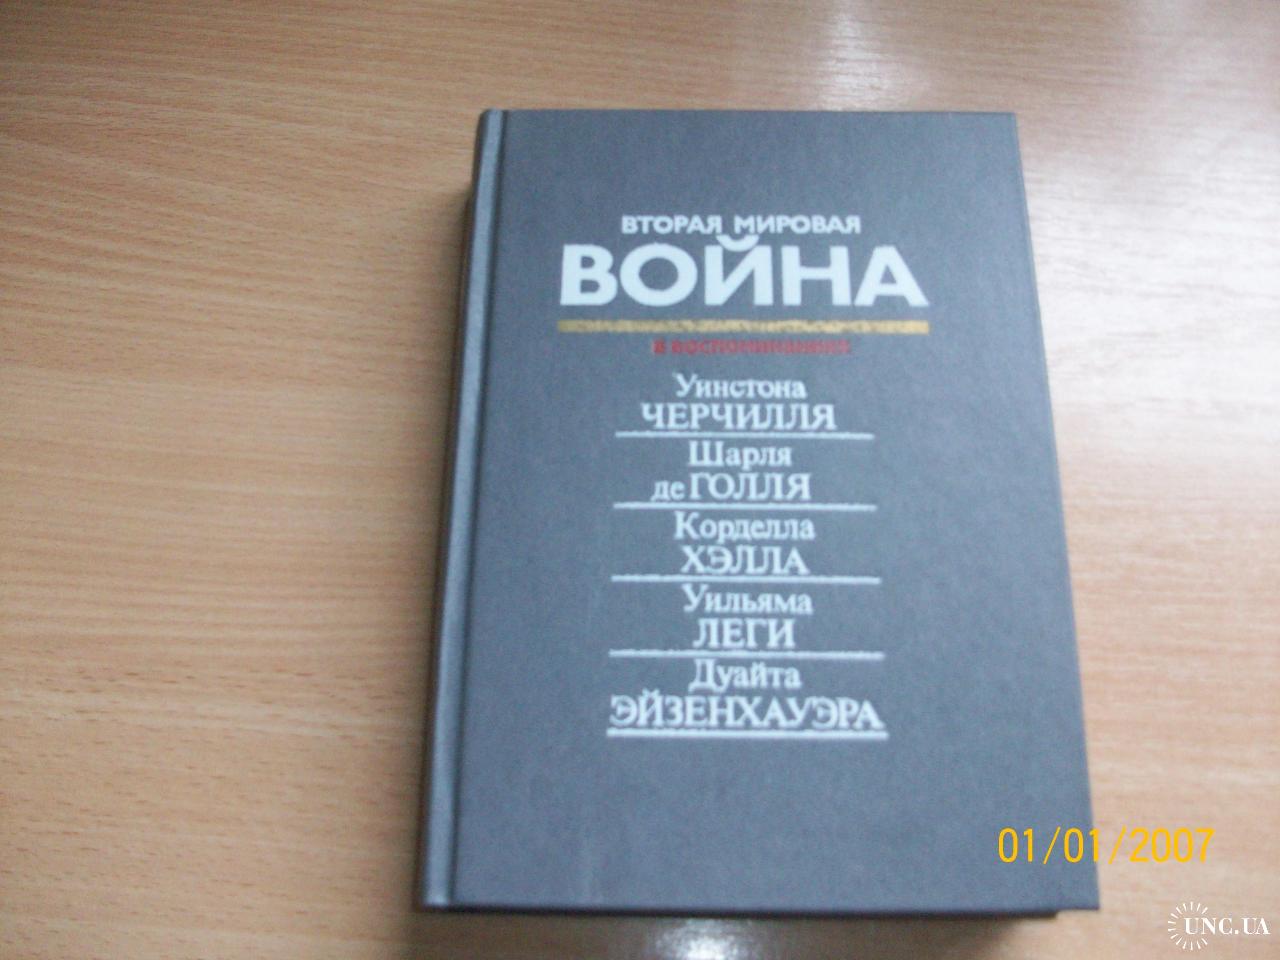 ВТОРАЯ МИРОВАЯ
ВОЙНА
В ВОСПОМИНАНИЯХ
Уинстона
ЧЕРЧИЛЛЯ
Шарля
де ГОЛЛЯ
Корделла
ХЭЛЛА
Уильяма
ЛЕГИ
Дуайта
ЭЙЗЕНХАУЭРА
01/01/2007
UNC.UA